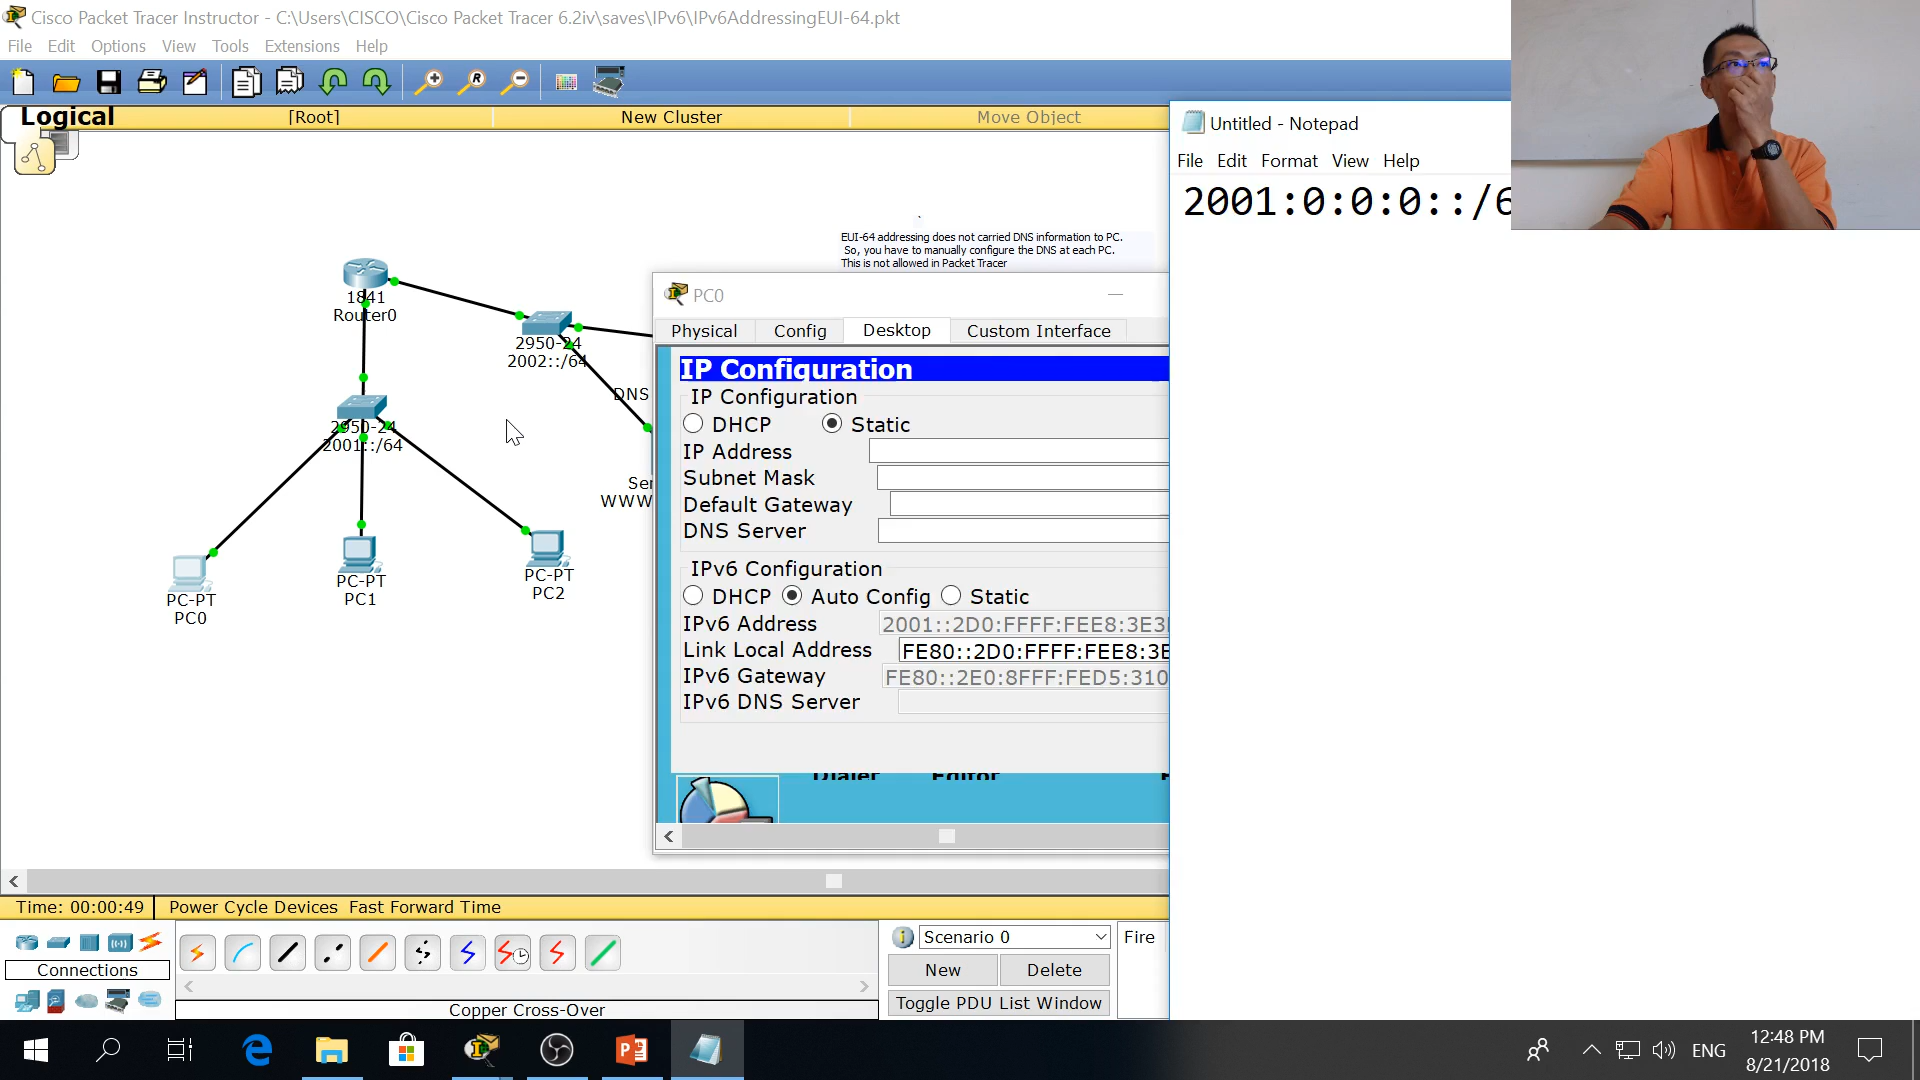 Cisco Packet Tracer Instructor - C:\Users\CISCO\Cisco Packet Tracer 6.2iv\saves\IPv6\IPv6AddressingEUI-64.pkt
File Edit Options View Tools Extensions Help
Logical [Root] New Cluster Move Object
Untitled - Notepad
File Edit Format View Help
2001:0:0:0::/6
EUI-64 addressing does not carried DNS information to PC.
So, you have to manually configure the DNS at each PC.
This is not allowed in Packet Tracer
1841
Router0
2950-24
2002::/64
DNS
2950-24
2001::/64
Ser
WWW
PC-PT
PC0
PC-PT
PC1
PC-PT
PC2
PC0
Physical Config Desktop Custom Interface
IP Configuration
IP Configuration
DHCP Static
IP Address
Subnet Mask
Default Gateway
DNS Server
IPv6 Configuration
DHCP Auto Config Static
IPv6 Address 2001::2D0:FFFF:FEE8:3E3
Link Local Address FE80::2D0:FFFF:FEE8:3E
IPv6 Gateway FE80::2E0:8FFF:FED5:310
IPv6 DNS Server
Dialer Editor
Time: 00:00:49 Power Cycle Devices Fast Forward Time
Connections
Copper Cross-Over
Scenario 0
Fire
New Delete
Toggle PDU List Window
ENG
12:48 PM
8/21/2018